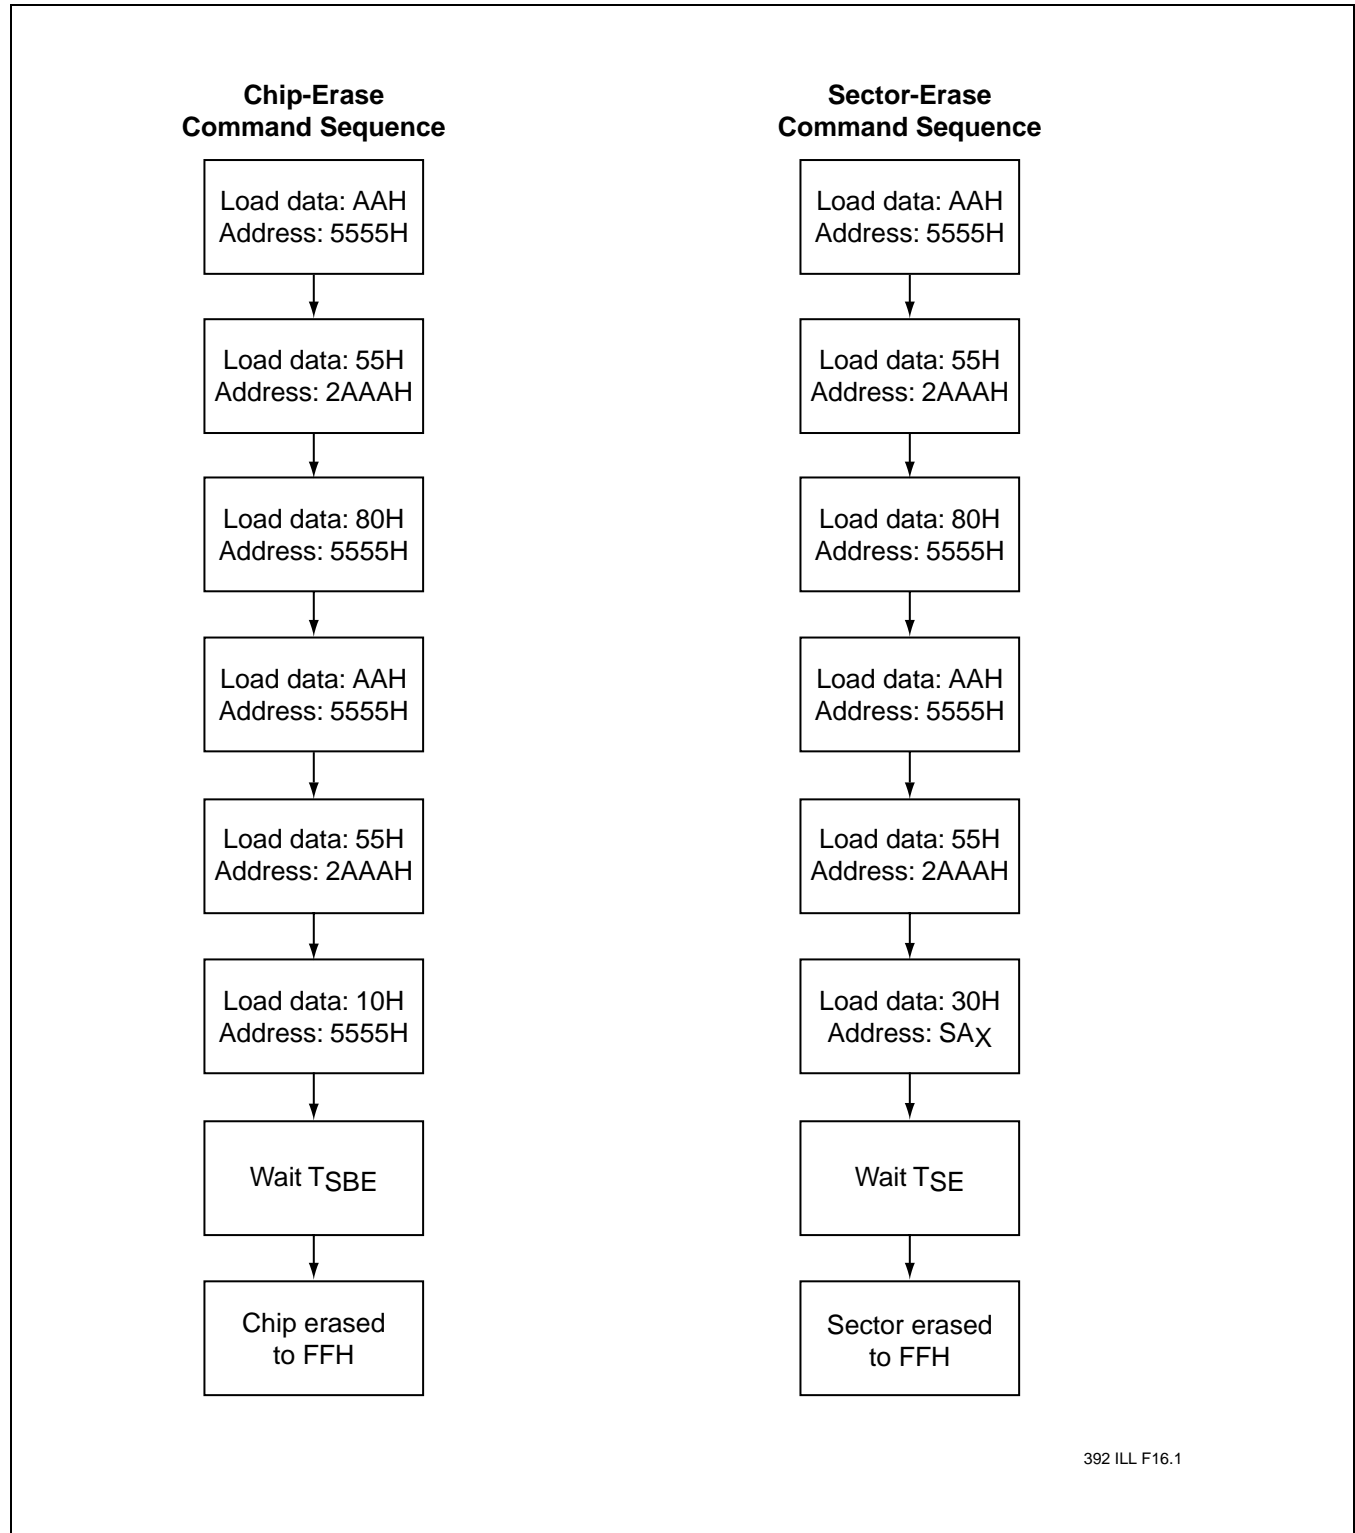 Chip-Erase
Command Sequence
Load data: AAH
Address: 5555H
Load data: 55H
Address: 2AAAH
Load data: 80H
Address: 5555H
Load data: AAH
Address: 5555H
Load data: 55H
Address: 2AAAH
Load data: 10H
Address: 5555H
Wait TSBE
Chip erased
to FFH
Sector-Erase
Command Sequence
Load data: AAH
Address: 5555H
Load data: 55H
Address: 2AAAH
Load data: 80H
Address: 5555H
Load data: AAH
Address: 5555H
Load data: 55H
Address: 2AAAH
Load data: 30H
Address: SAX
Wait TSE
Sector erased
to FFH
392 ILL F16.1